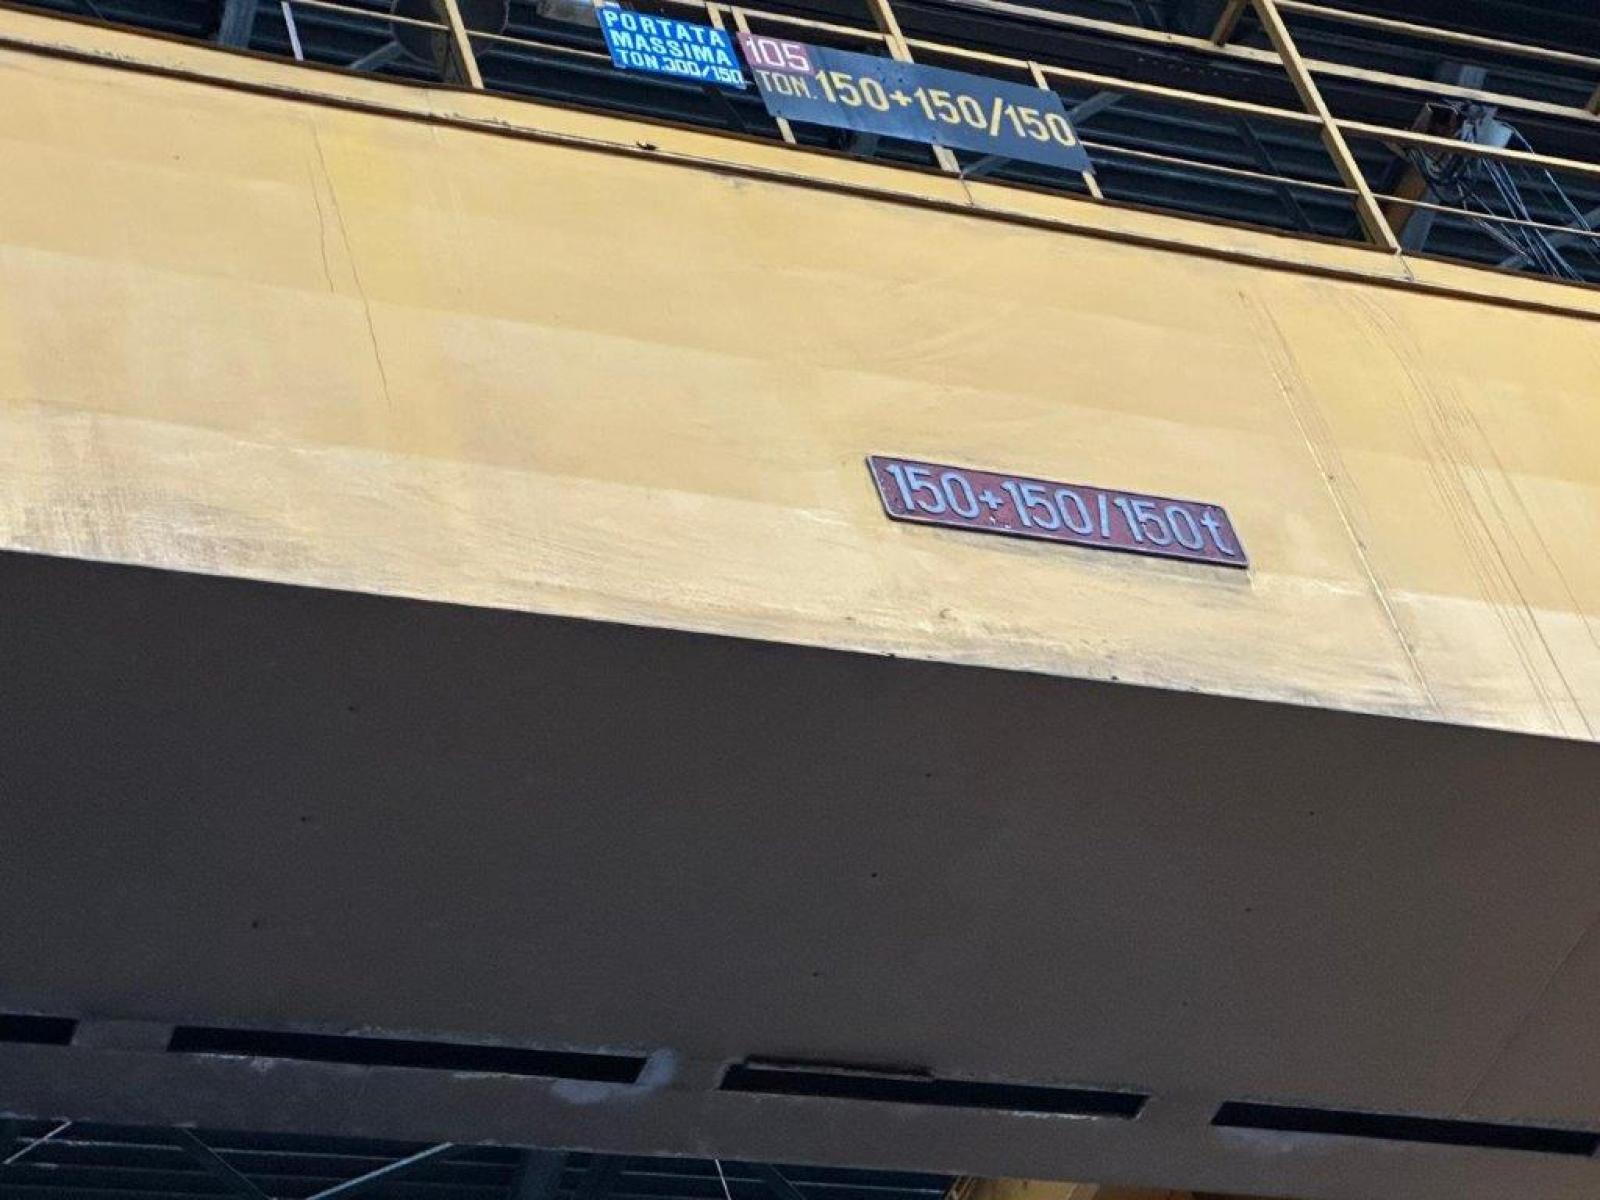 PORTATA
MASSIMA
TON.300/150
105
TON.150+150/150
150+150/150t